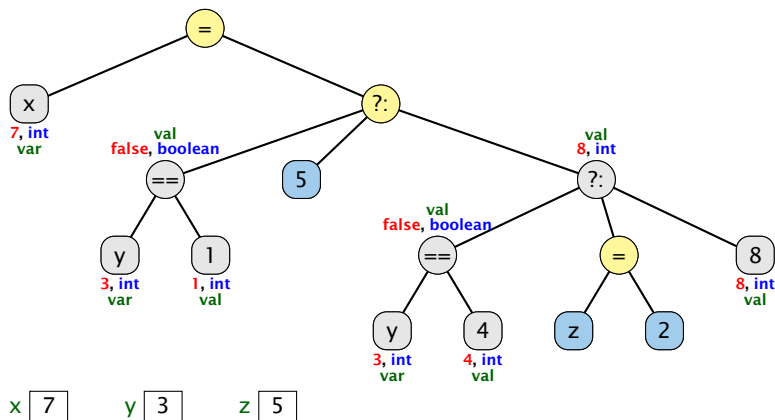 =
x
7, int
var
?:
val
false, boolean
==
5
val
8, int
?:
y
3, int
var
1
1, int
val
val
false, boolean
==
=
8
8, int
val
y
3, int
var
4
4, int
val
z
2
x 7 y 3 z 5